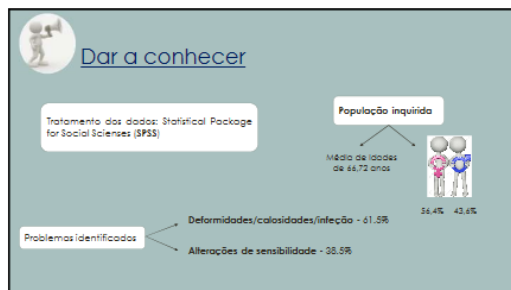 Dar a conhecer
Tratamento dos dados: Statistical Package
for Social Scienses (SPSS)
População inquirida
Média de idades
de 66,72 anos
56,4% 43,6%
Deformidades/calosidades/infeção - 61.5%
Problemas identificados
Alterações de sensibilidade - 38.5%